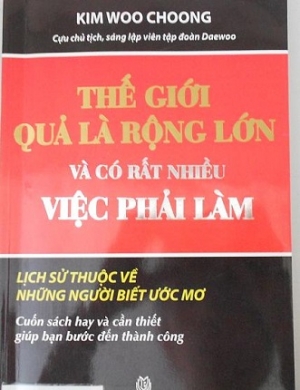 KIM WOO CHOONG
Cựu chủ tịch, sáng lập viên tập đoàn Daewoo
THẾ GIỚI
QUẢ LÀ RỘNG LỚN
VÀ CÓ RẤT NHIỀU
VIỆC PHẢI LÀM
LỊCH SỬ THUỘC VỀ
NHỮNG NGƯỜI BIẾT ƯỚC MƠ
Cuốn sách hay và cần thiết
giúp bạn bước đến thành công